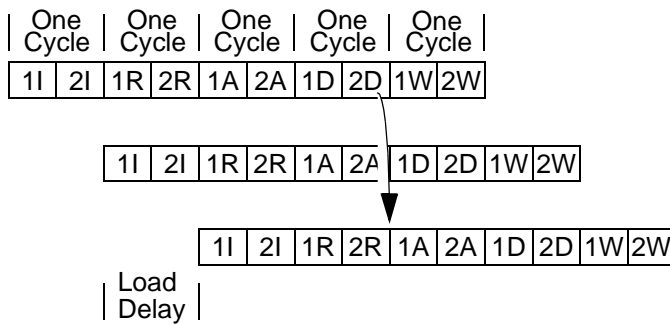 One One One One One
Cycle Cycle Cycle Cycle Cycle
1I 2I 1R 2R 1A 2A 1D 2D 1W 2W
1I 2I 1R 2R 1A 2A 1D 2D 1W 2W
1I 2I 1R 2R 1A 2A 1D 2D 1W 2W
Load
Delay